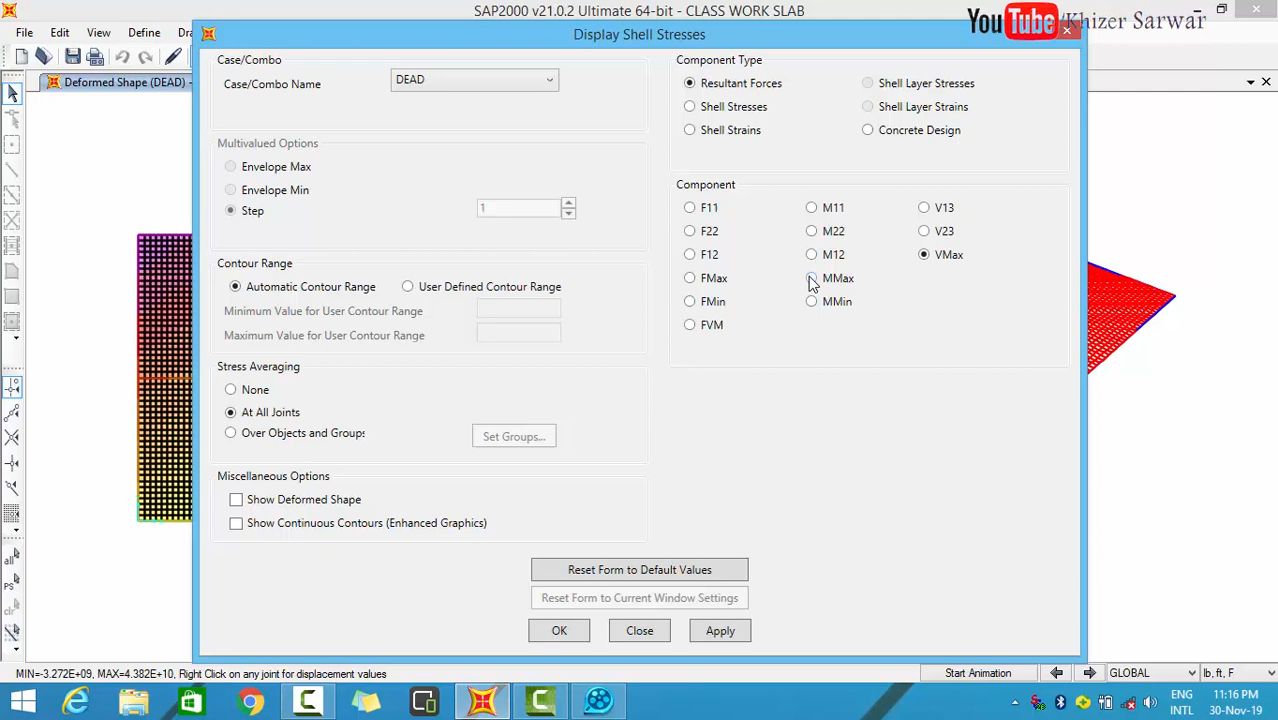 SAP2000 v21.0.2 Ultimate 64-bit - CLASS WORK SLAB
YouTube/Khizer Sarwar
File Edit View Define Dra
Display Shell Stresses
Deformed Shape (DEAD)
Case/Combo
Case/Combo Name DEAD
Multivalued Options
Envelope Max
Envelope Min
Step 1
Contour Range
Automatic Contour Range User Defined Contour Range
Minimum Value for User Contour Range
Maximum Value for User Contour Range
Stress Averaging
None
At All Joints
Over Objects and Groups
Set Groups...
Miscellaneous Options
Show Deformed Shape
Show Continuous Contours (Enhanced Graphics)
Component Type
Resultant Forces Shell Layer Stresses
Shell Stresses Shell Layer Strains
Shell Strains Concrete Design
Component
F11 M11 V13
F22 M22 V23
F12 M12 VMax
FMax MMax
FMin MMin
FVM
Reset Form to Default Values
Reset Form to Current Window Settings
OK Close Apply
all
PS
clr
MIN=-3.272E+09, MAX=4.382E+10, Right Click on any joint for displacement values
Start Animation
GLOBAL
lb, ft, F
ENG
INTL
11:16 PM
30-Nov-19